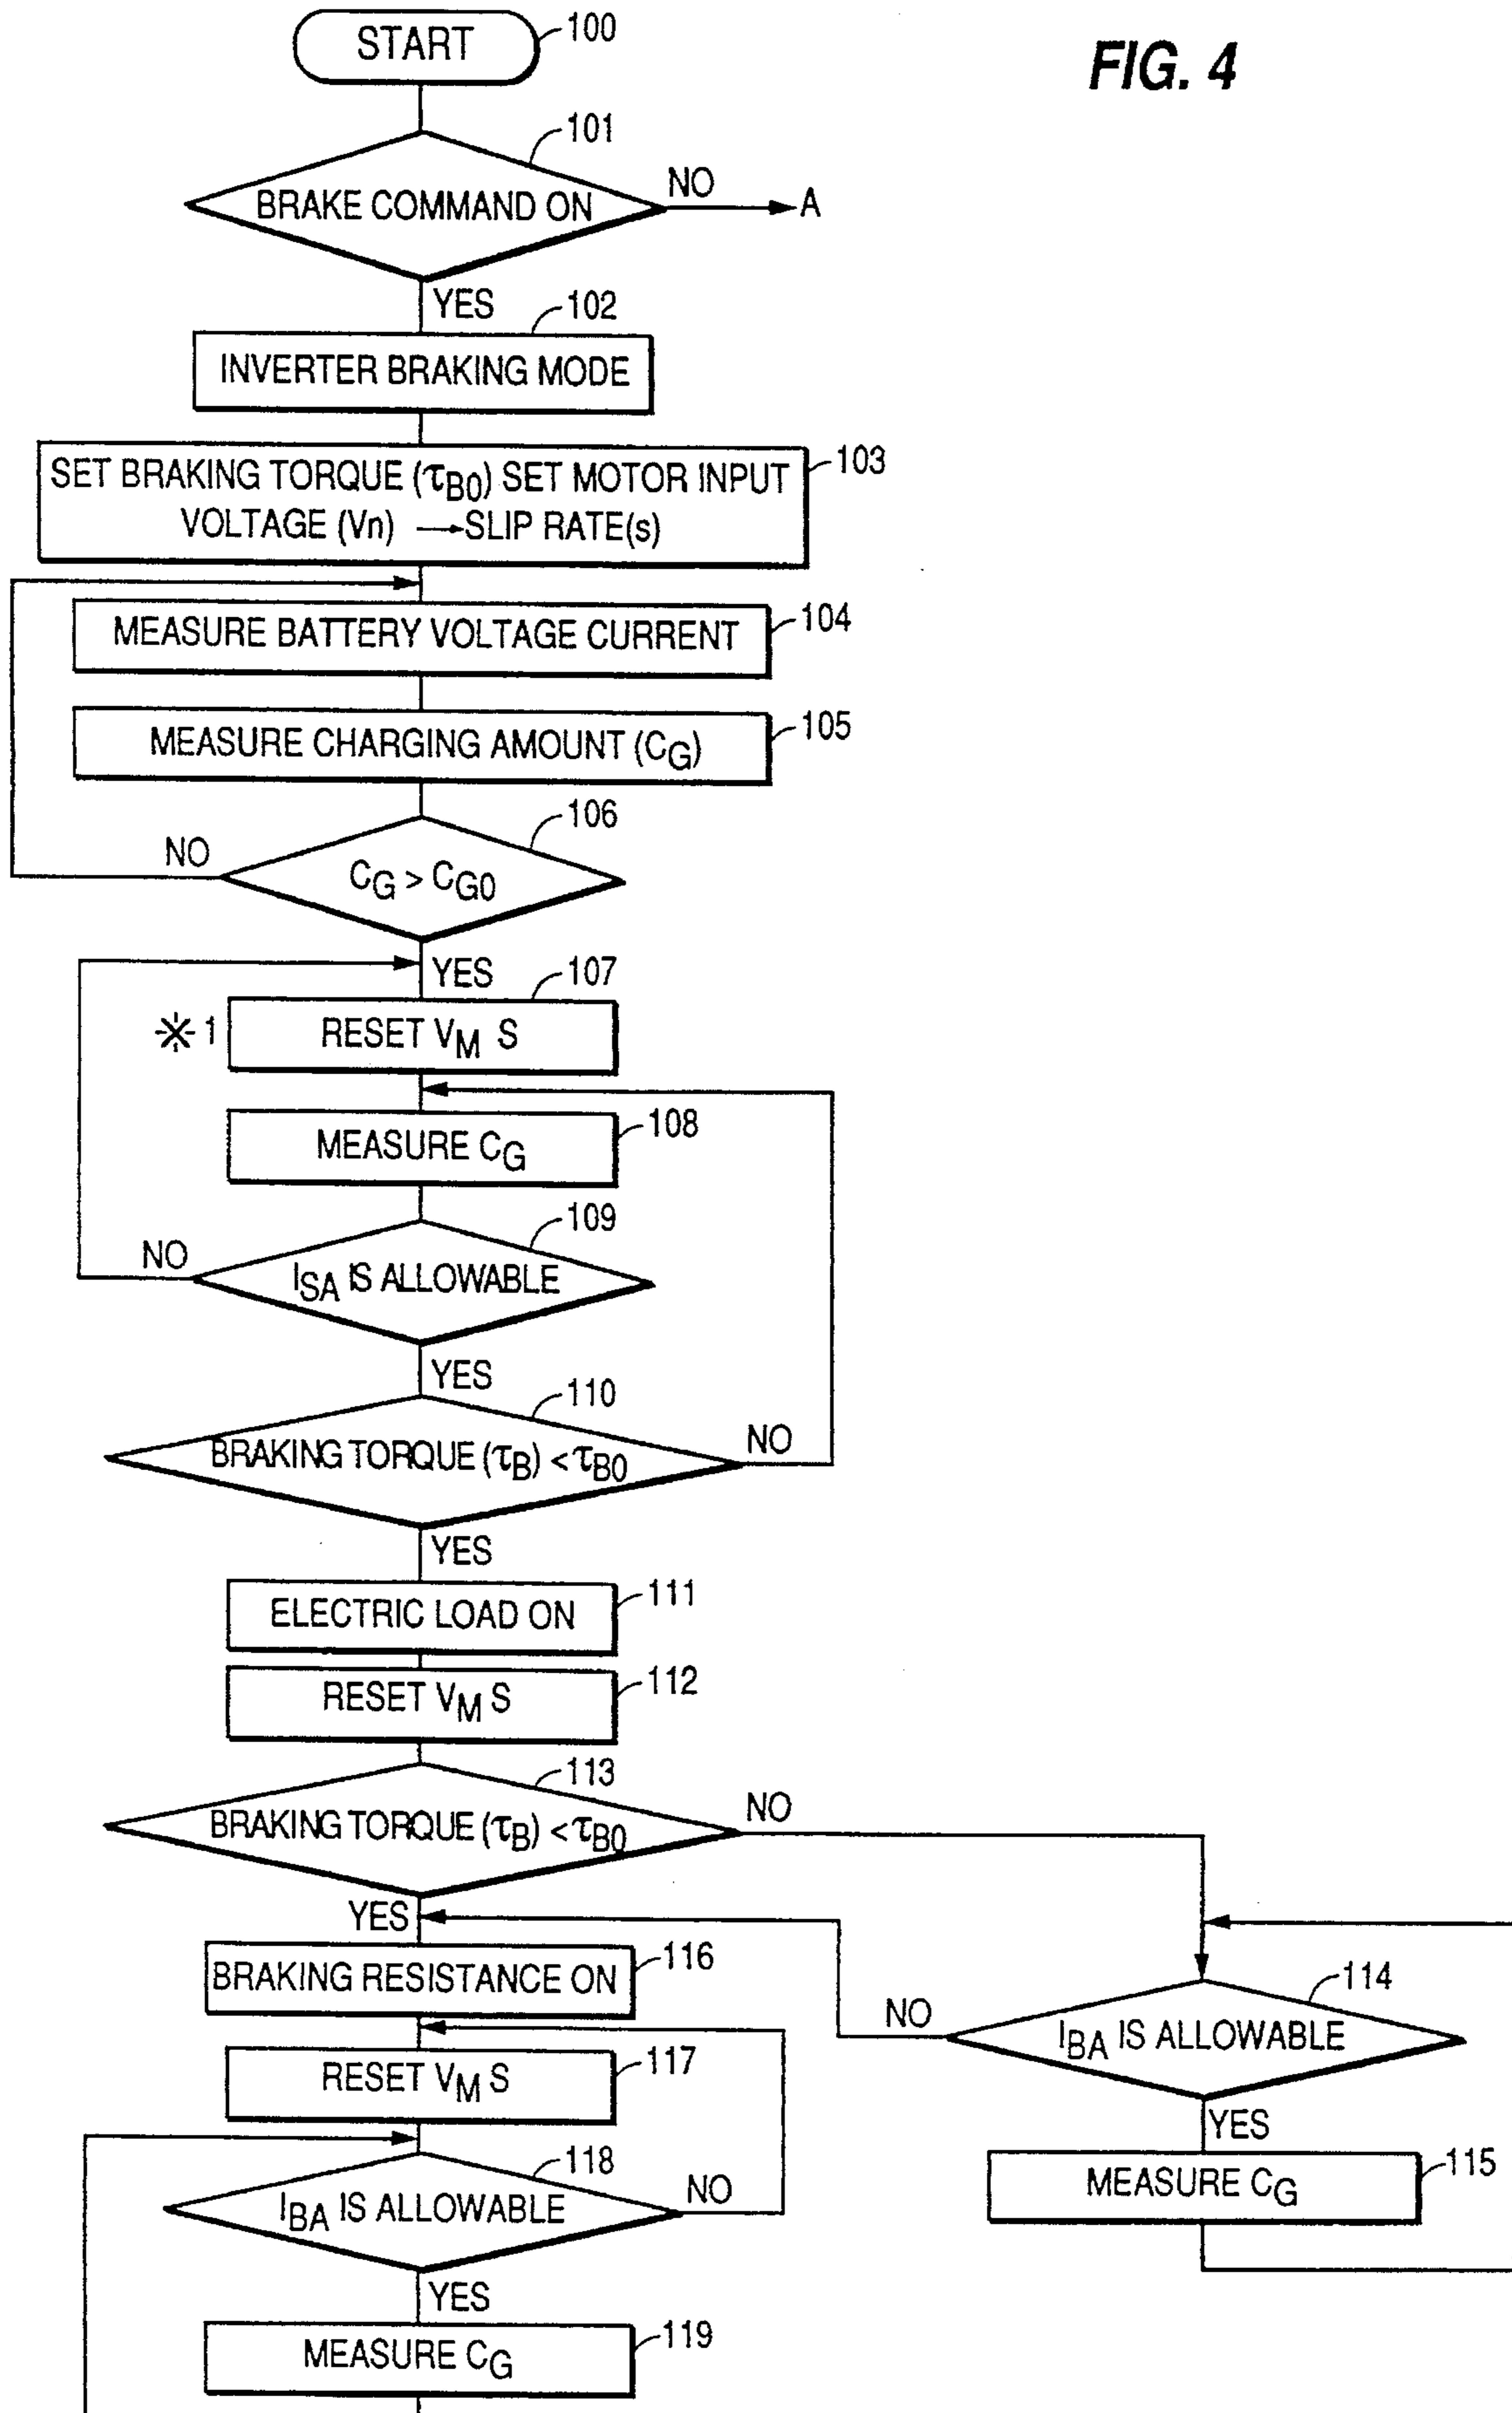 FIG. 4
START
100
101
BRAKE COMMAND ON
NO
A
YES
102
INVERTER BRAKING MODE
103
SET BRAKING TORQUE (τB0) SET MOTOR INPUT
VOLTAGE (Vn) → SLIP RATE(s)
104
MEASURE BATTERY VOLTAGE CURRENT
105
MEASURE CHARGING AMOUNT (CG)
106
NO
CG > CG0
YES
107
※1
RESET VM S
108
MEASURE CG
109
NO
ISA IS ALLOWABLE
YES
110
BRAKING TORQUE (τB) < τB0
NO
YES
111
ELECTRIC LOAD ON
112
RESET VM S
113
BRAKING TORQUE (τB) < τB0
NO
YES
116
BRAKING RESISTANCE ON
114
NO
IBA IS ALLOWABLE
117
RESET VM S
YES
115
MEASURE CG
118
IBA IS ALLOWABLE
NO
YES
119
MEASURE CG